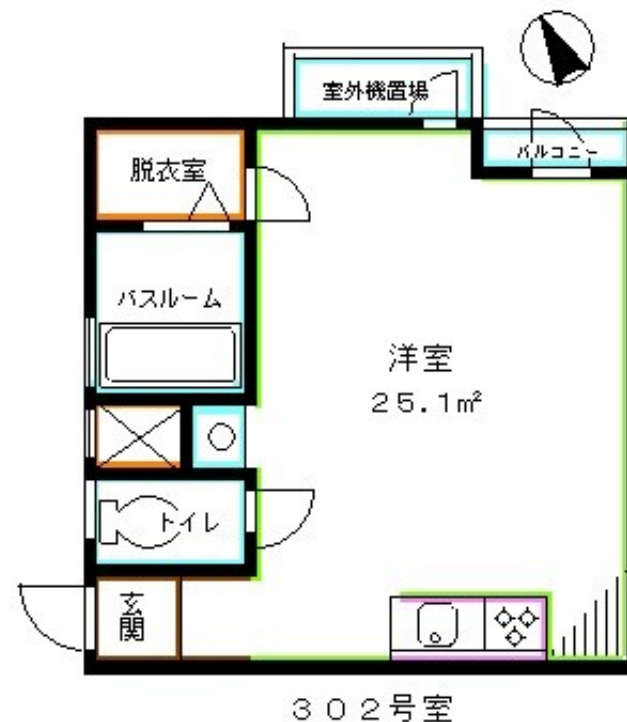 室外機置場
バルコニー
脱衣室
バスルーム
洋室
25.1㎡
トイレ
玄関
302号室